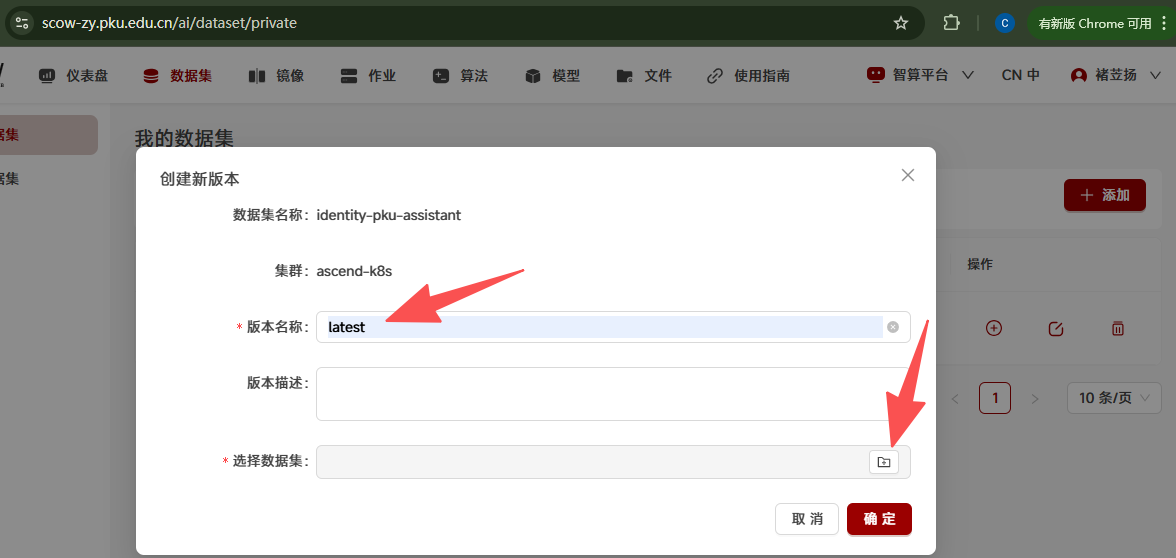 scow-zy.pku.edu.cn/ai/dataset/private
C
有新版 Chrome 可用
仪表盘 数据集 镜像 作业 算法 模型 文件 使用指南 智算平台 CN 中 褚苙扬
据集
据集
我的数据集
添加
操作
创建新版本
数据集名称： identity-pku-assistant
集群： ascend-k8s
* 版本名称： latest
版本描述：
* 选择数据集：
取 消 确 定
1
10 条/页